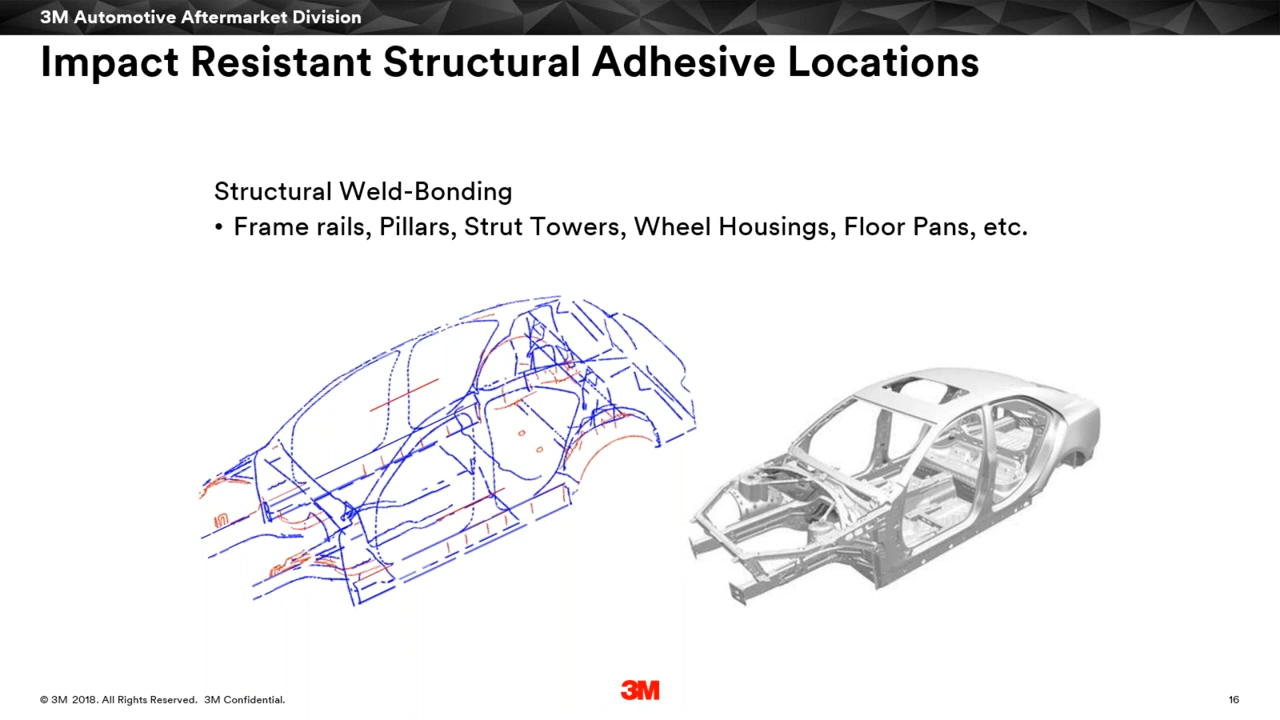 3M Automotive Aftermarket Division
Impact Resistant Structural Adhesive Locations
Structural Weld-Bonding
• Frame rails, Pillars, Strut Towers, Wheel Housings, Floor Pans, etc.
© 3M 2018. All Rights Reserved. 3M Confidential.
3M
16